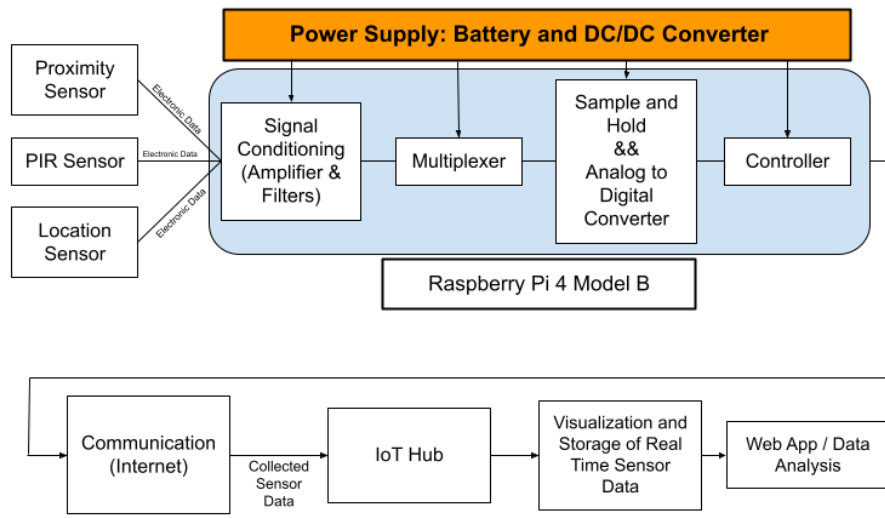 Power Supply: Battery and DC/DC Converter
Proximity
Sensor
Electronic Data
PIR Sensor
Electronic Data
Location
Sensor
Electronic Data
Signal
Conditioning
(Amplifier &
Filters)
Multiplexer
Sample and
Hold
&&
Analog to
Digital
Converter
Controller
Raspberry Pi 4 Model B
Communication
(Internet)
Collected
Sensor
Data
IoT Hub
Visualization and
Storage of Real
Time Sensor
Data
Web App / Data
Analysis